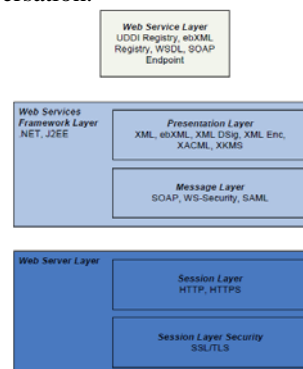 ersation.
Web Service Layer
UDDI Registry, ebXML
Registry, WSDL, SOAP
Endpoint
Web Services
Framework Layer
.NET, J2EE
Presentation Layer
XML, ebXML, XML DSig, XML Enc,
XACML, XKMS
Message Layer
SOAP, WS-Security, SAML
Web Server Layer
Session Layer
HTTP, HTTPS
Session Layer Security
SSL/TLS